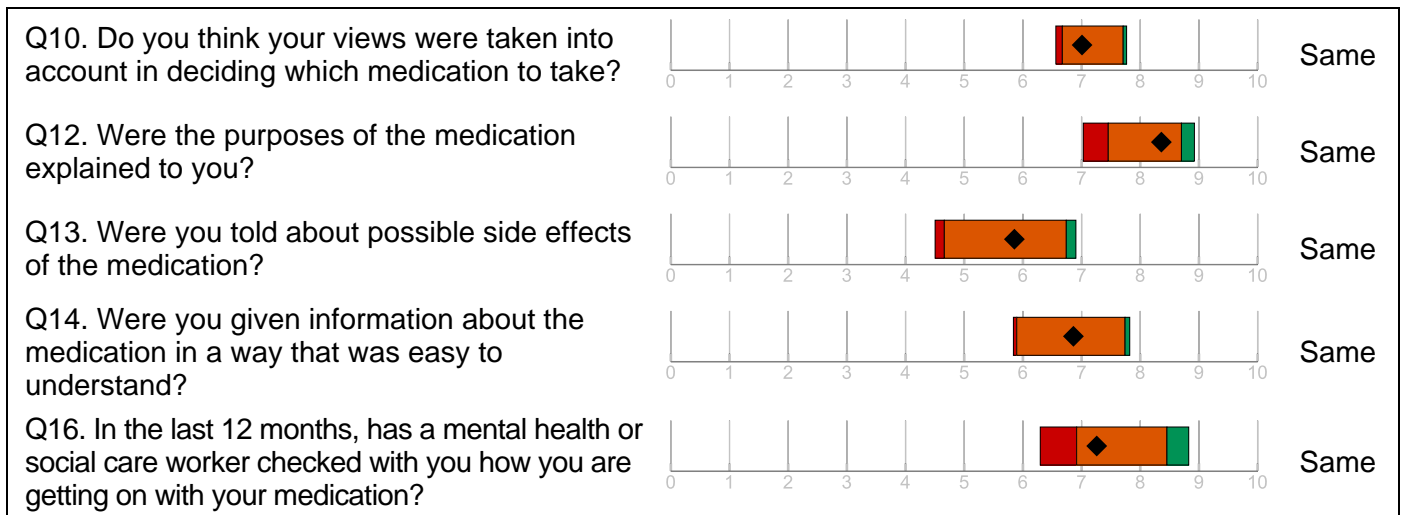 Q10. Do you think your views were taken into
account in deciding which medication to take?
0 1 2 3 4 5 6 7 8 9 10
Same
Q12. Were the purposes of the medication
explained to you?
0 1 2 3 4 5 6 7 8 9 10
Same
Q13. Were you told about possible side effects
of the medication?
0 1 2 3 4 5 6 7 8 9 10
Same
Q14. Were you given information about the
medication in a way that was easy to
understand?
0 1 2 3 4 5 6 7 8 9 10
Same
Q16. In the last 12 months, has a mental health or
social care worker checked with you how you are
getting on with your medication?
0 1 2 3 4 5 6 7 8 9 10
Same